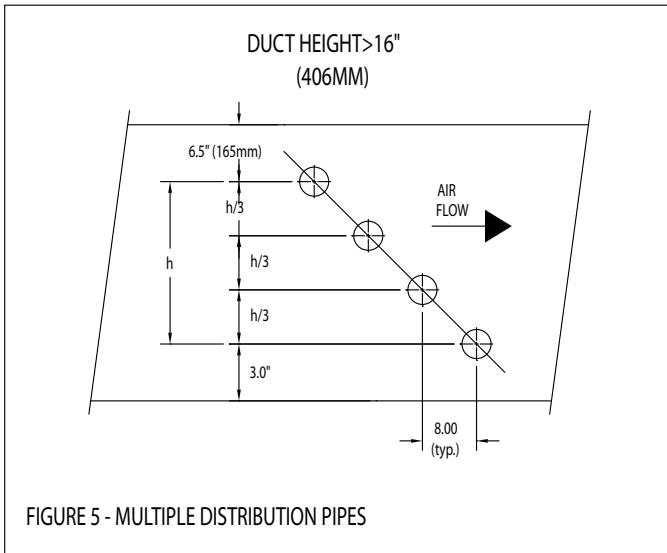 DUCT HEIGHT>16"
(406MM)
6.5" (165mm)
h/3
AIR
FLOW
h
h/3
h/3
3.0"
8.00
(typ.)
FIGURE 5 - MULTIPLE DISTRIBUTION PIPES